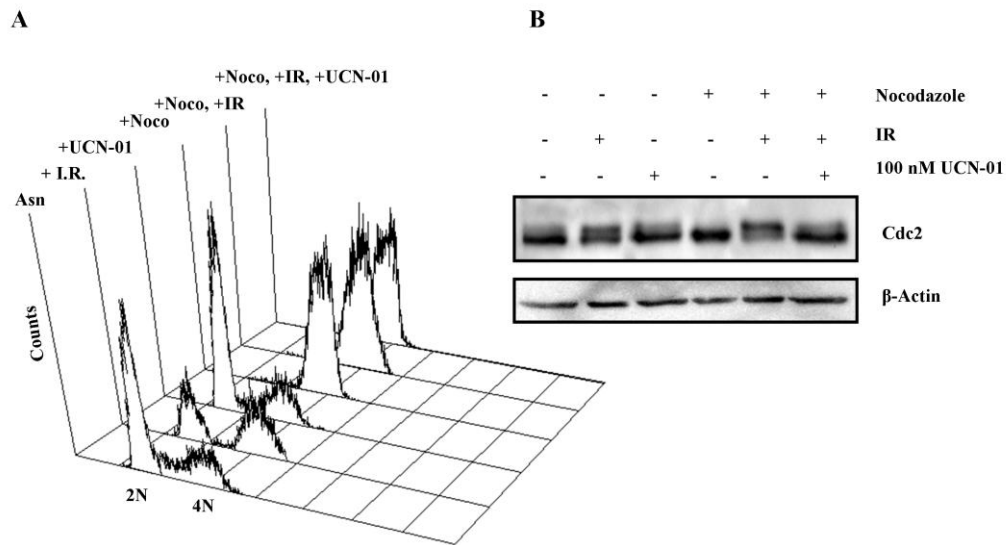 A
B
+Noco, +IR, +UCN-01
+Noco, +IR
+Noco
+UCN-01
+ I.R.
Asn
Counts
2N
4N
- - - + + + Nocodazole
- + - - + + IR
- - + - - + 100 nM UCN-01
Cdc2
β-Actin